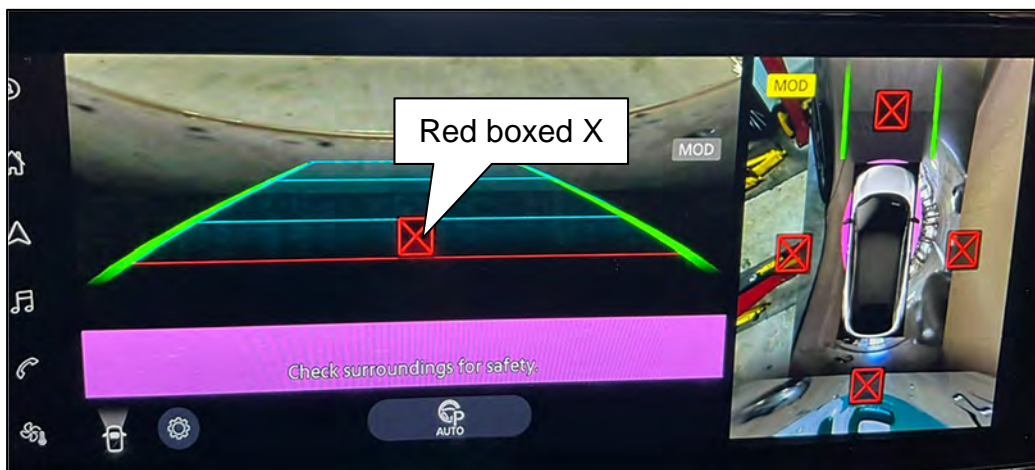 Red boxed X
MOD
MOD
Check surroundings for safety.
P
AUTO